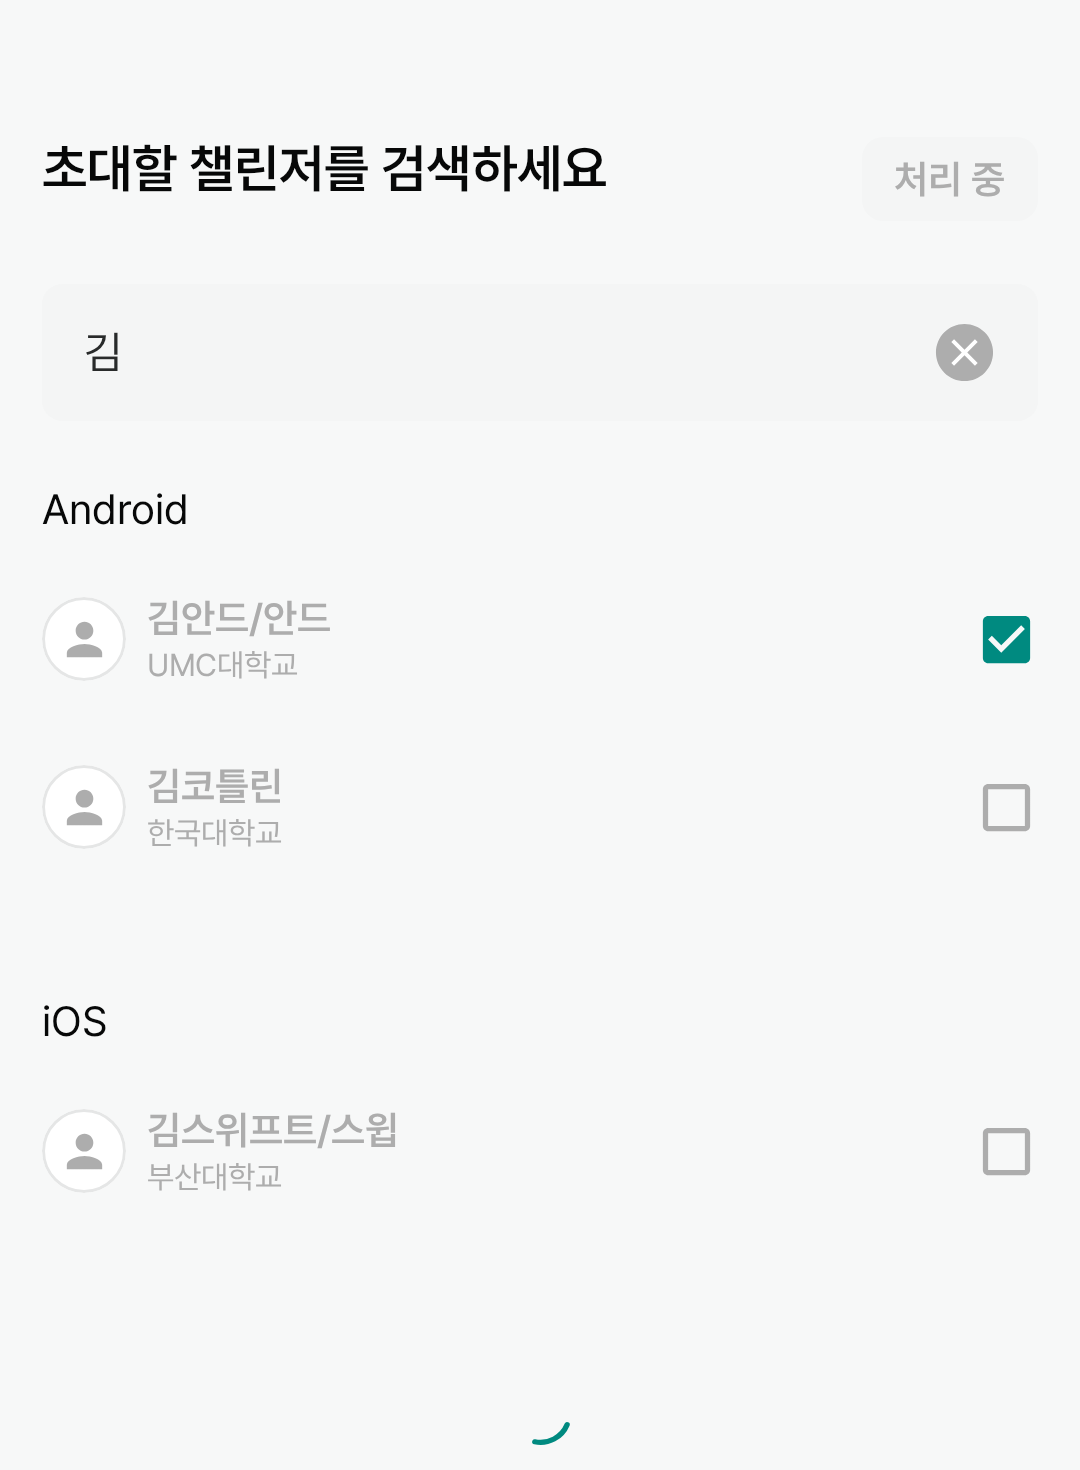 초대할 챌린저를 검색하세요
처리 중
김
Android
김안드/안드
UMC대학교
김코틀린
한국대학교
iOS
김스위프트/스윕
부산대학교